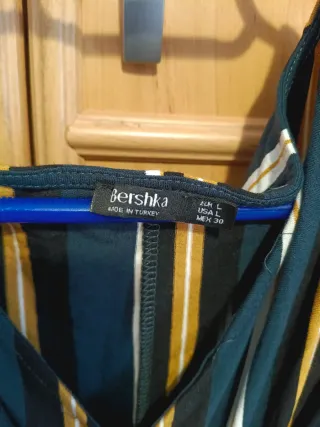 Bershka
MADE IN TURKEY
EUR L
USA L
MEX 30